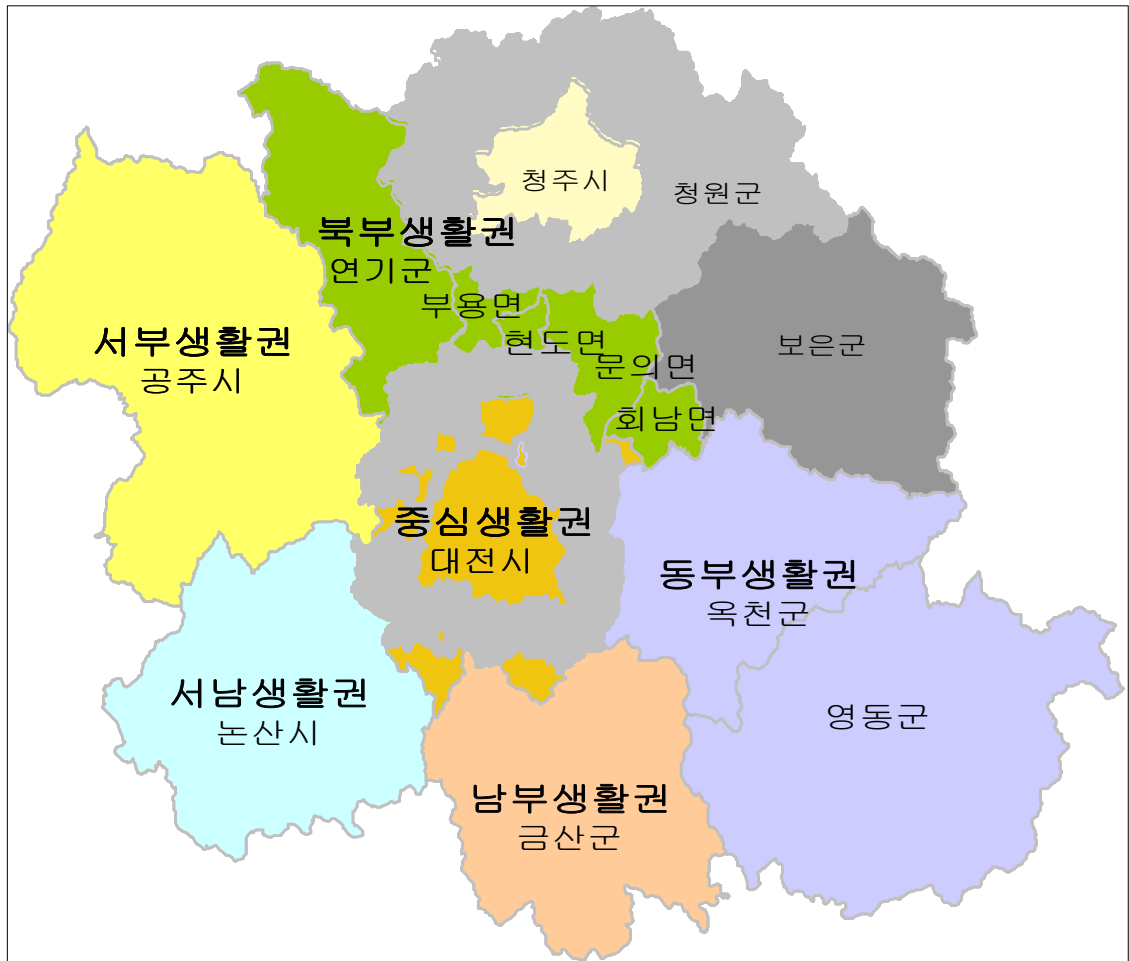 청주시
청원군
북부생활권
연기군
부용면
현도면
문의면
회남면
보은군
서부생활권
공주시
중심생활권
대전시
동부생활권
옥천군
영동군
서남생활권
논산시
남부생활권
금산군